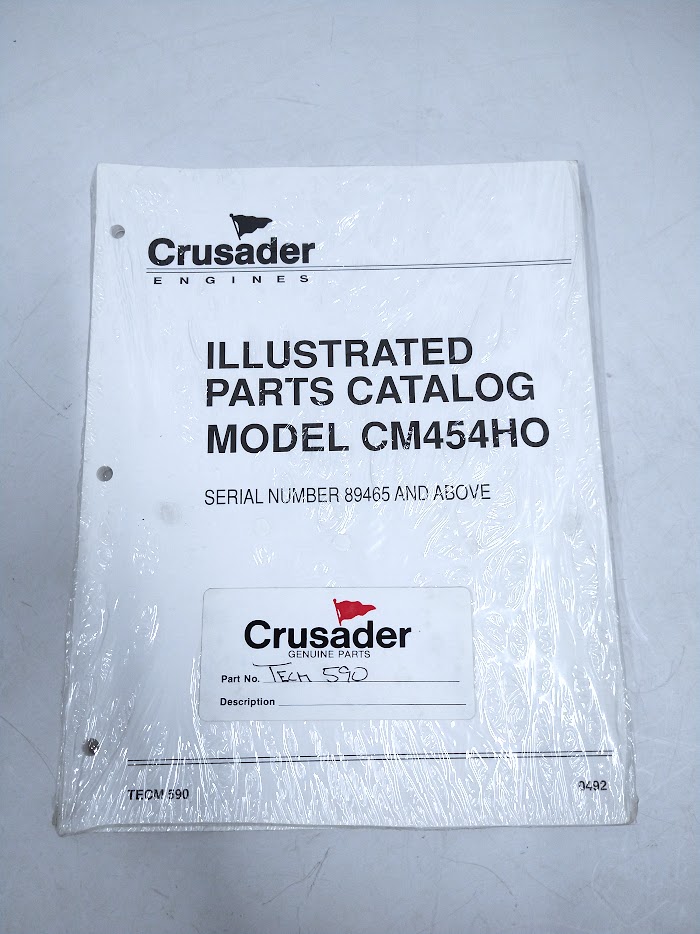 Crusader
ENGINES
ILLUSTRATED
PARTS CATALOG
MODEL CM454HO
SERIAL NUMBER 89465 AND ABOVE
Crusader
GENUINE PARTS
Part No. TECM 590
Description
TECM 590
0492